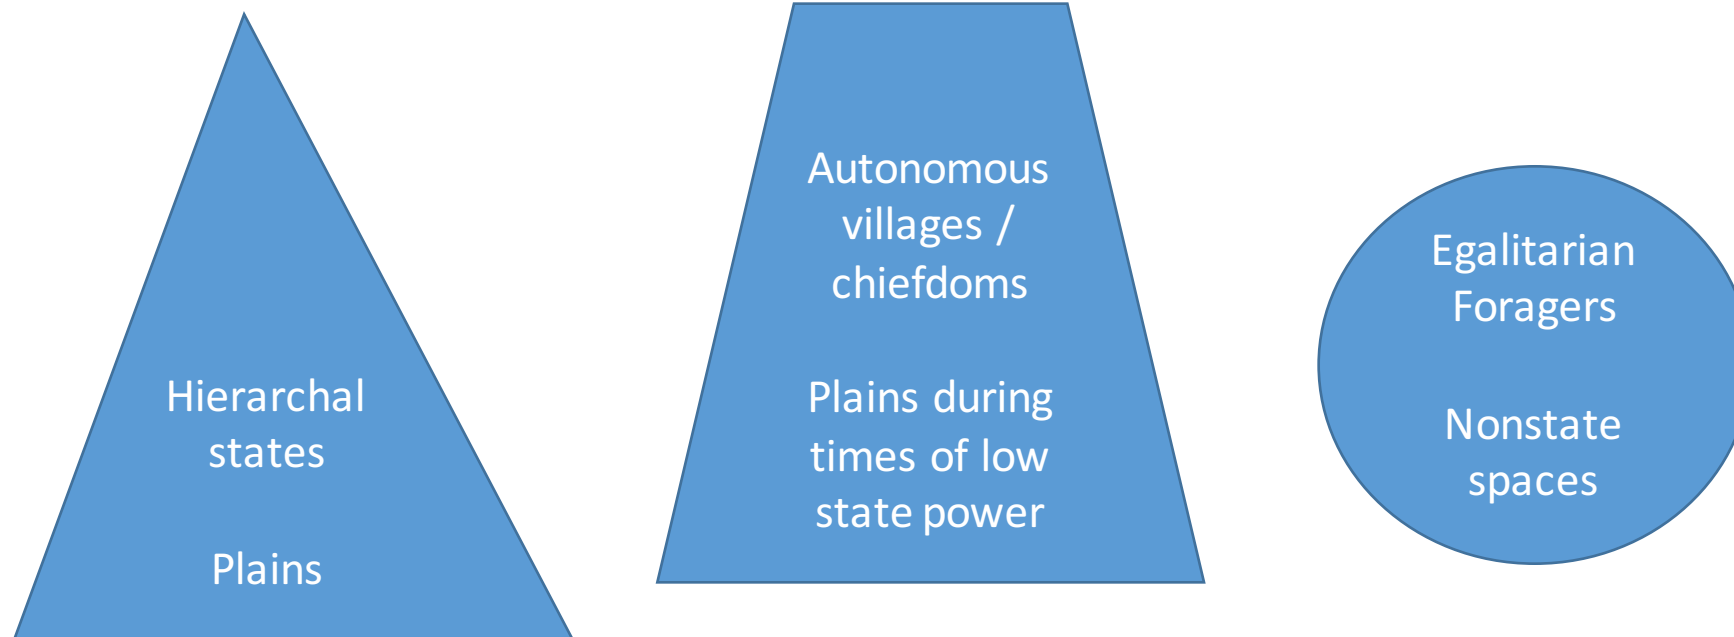 Hierarchal
states
Plains
Autonomous
villages /
chiefdoms
Plains during
times of low
state power
Egalitarian
Foragers
Nonstate
spaces